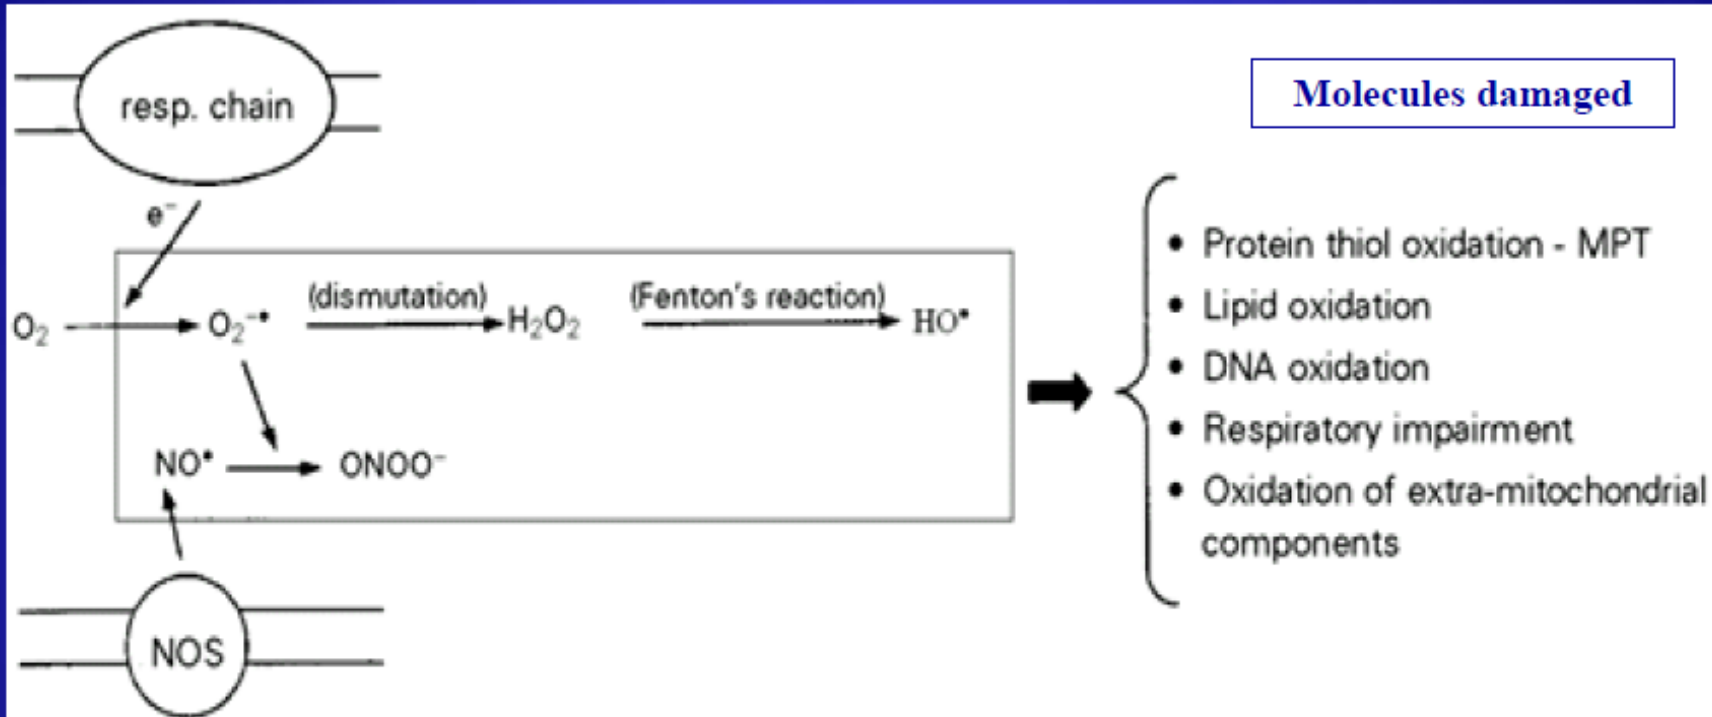 resp. chain
Molecules damaged
e⁻
O₂ O₂⁻• (dismutation) H₂O₂ (Fenton's reaction) HO•
NO• ONOO⁻
NOS
• Protein thiol oxidation - MPT
• Lipid oxidation
• DNA oxidation
• Respiratory impairment
• Oxidation of extra-mitochondrial
components